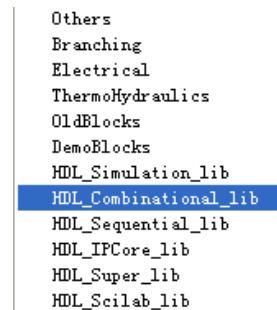 Others
Branching
Electrical
ThermoHydraulics
OldBlocks
DemoBlocks
HDL_Simulation_lib
HDL_Combinational_lib
HDL_Sequential_lib
HDL_IPCore_lib
HDL_Super_lib
HDL_Scilab_lib